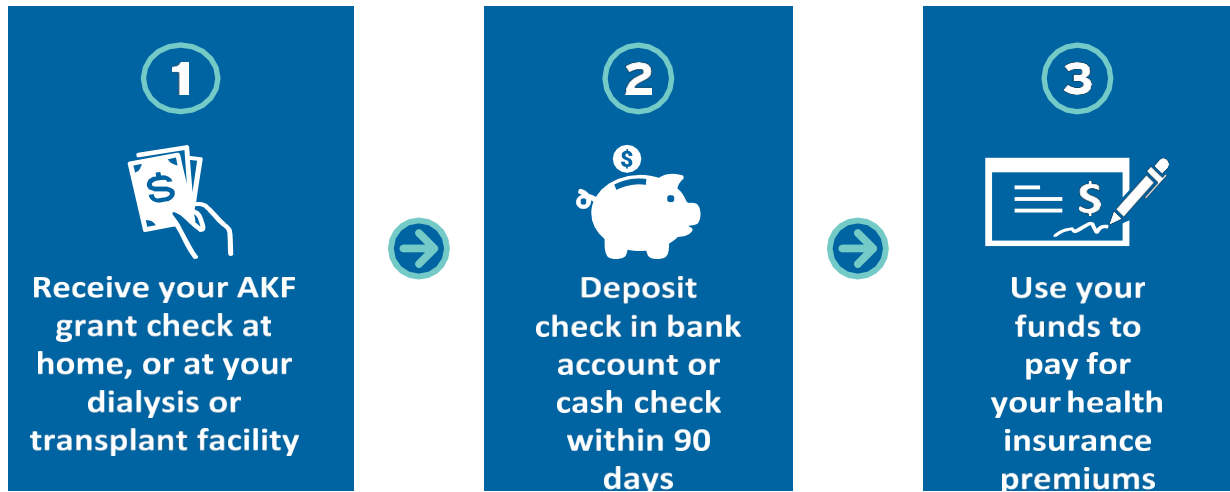 1
$
Receive your AKF
grant check at
home, or at your
dialysis or
transplant facility
2
$
Deposit
check in bank
account or
cash check
within 90
days
3
$
Use your
funds to
pay for
your health
insurance
premiums